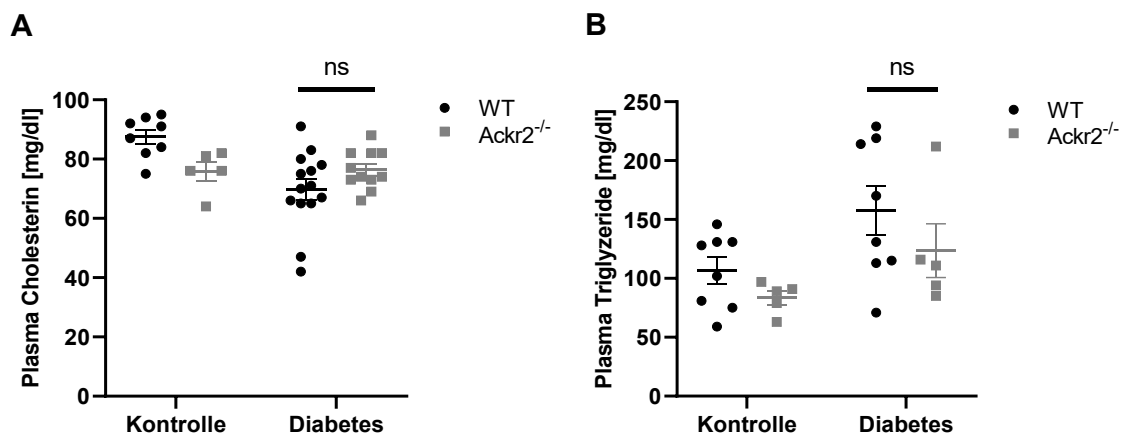 A
ns
WT
Ackr2-/-
Plasma Cholesterin [mg/dl]
100
80
60
40
20
0
Kontrolle
Diabetes
B
ns
WT
Ackr2-/-
Plasma Triglyzeride [mg/dl]
250
200
150
100
50
0
Kontrolle
Diabetes